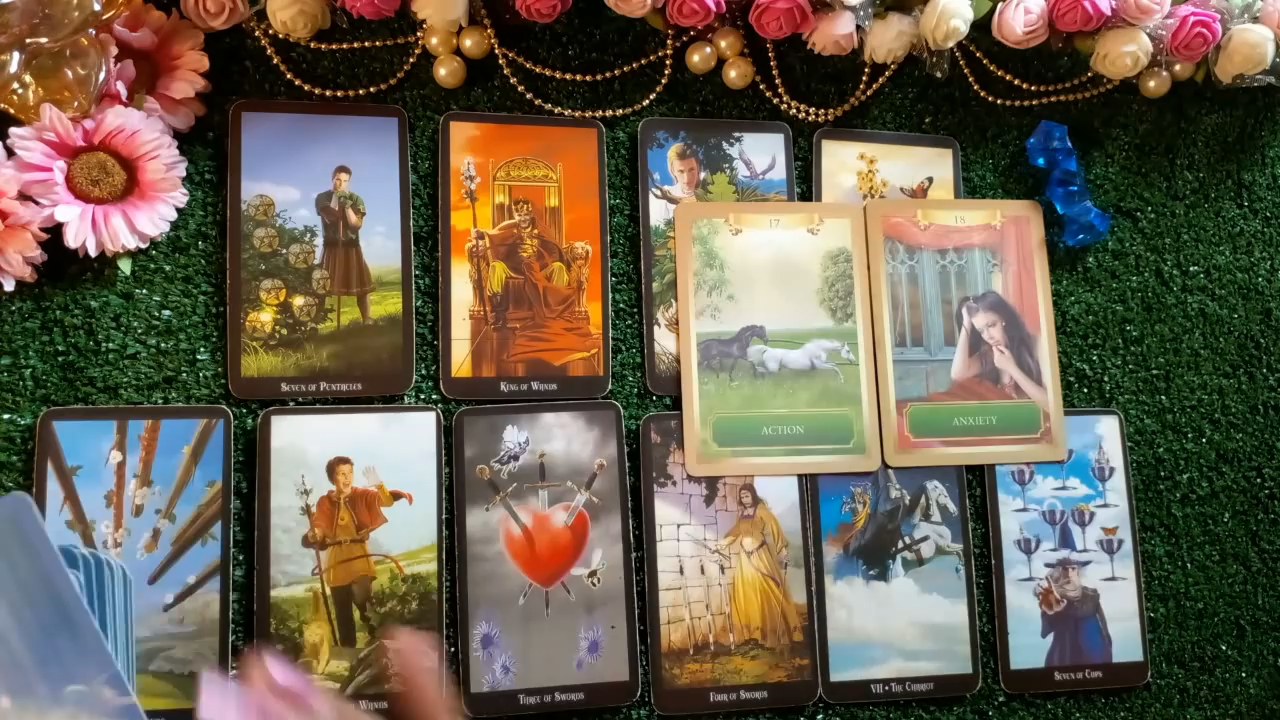 17
18
SEVEN OF PENTACLES
KING OF WANDS
ACTION
ANXIETY
WANDS
THREE OF SWORDS
FOUR OF SWORDS
VII • THE CHARIOT
SEVEN OF CUPS